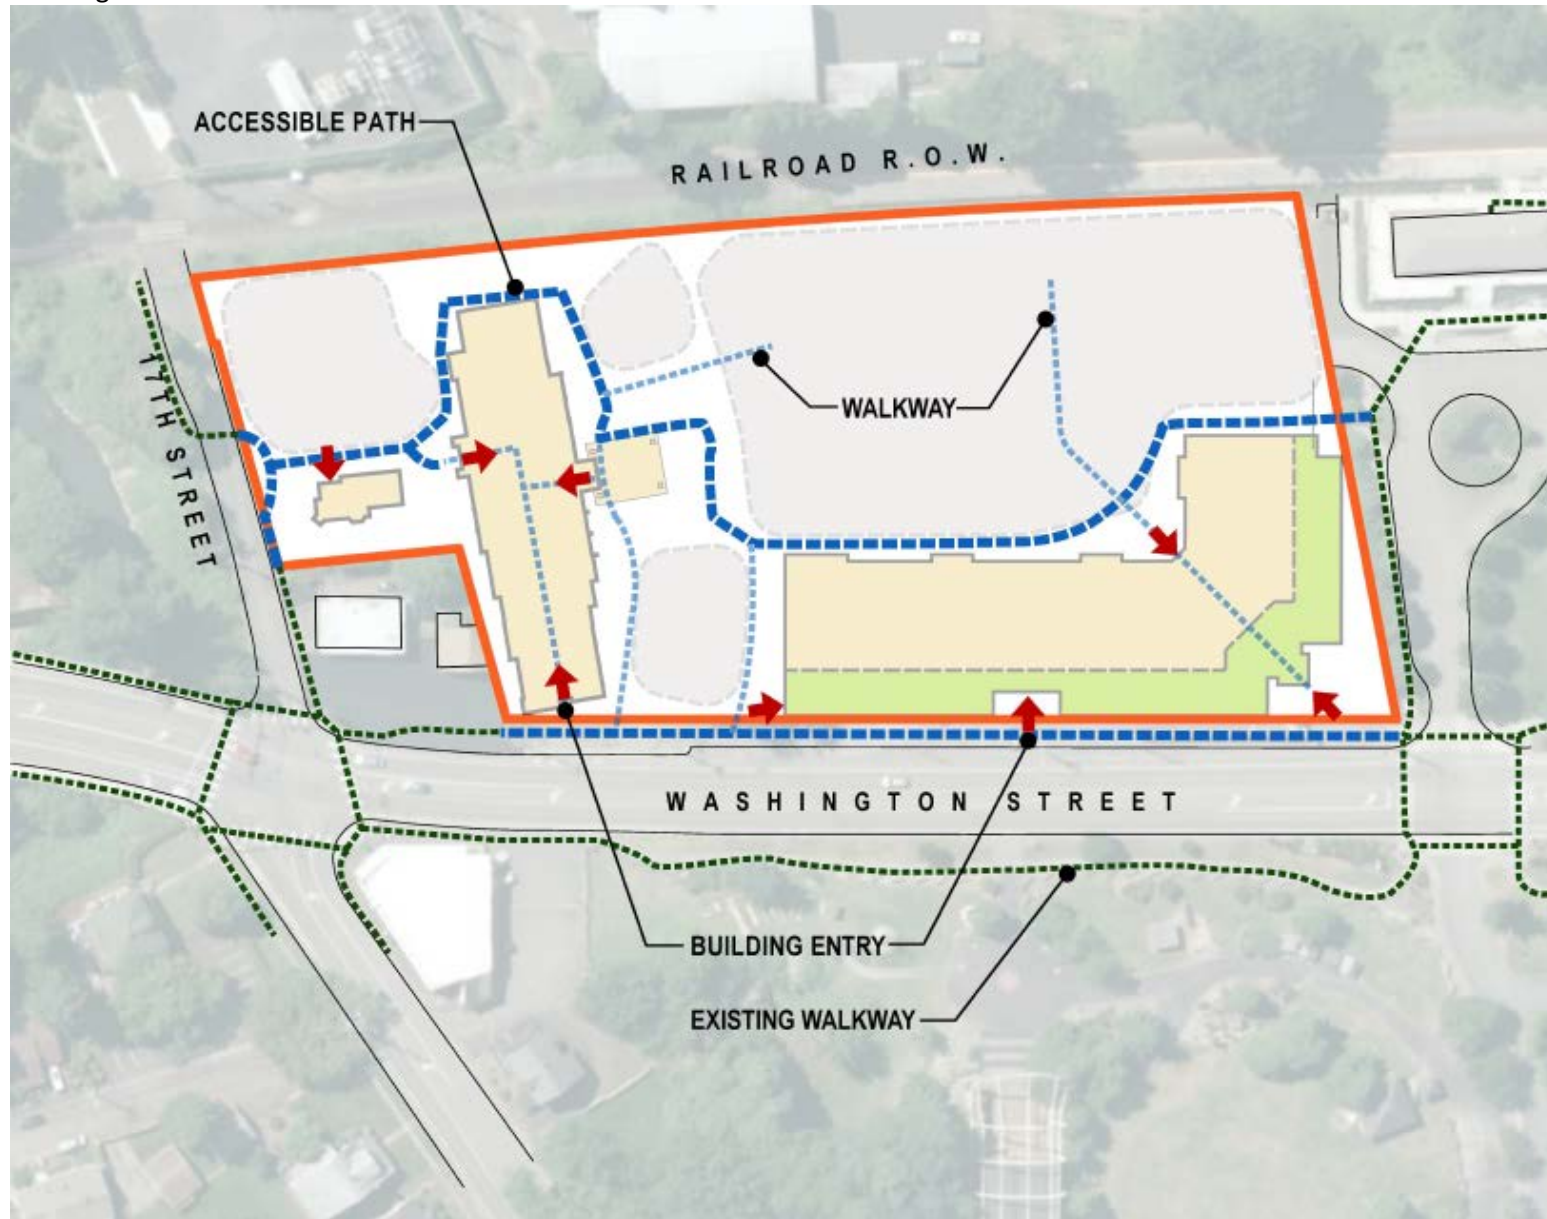 ACCESSIBLE PATH
RAILROAD R.O.W.
17TH STREET
WALKWAY
WASHINGTON STREET
BUILDING ENTRY
EXISTING WALKWAY